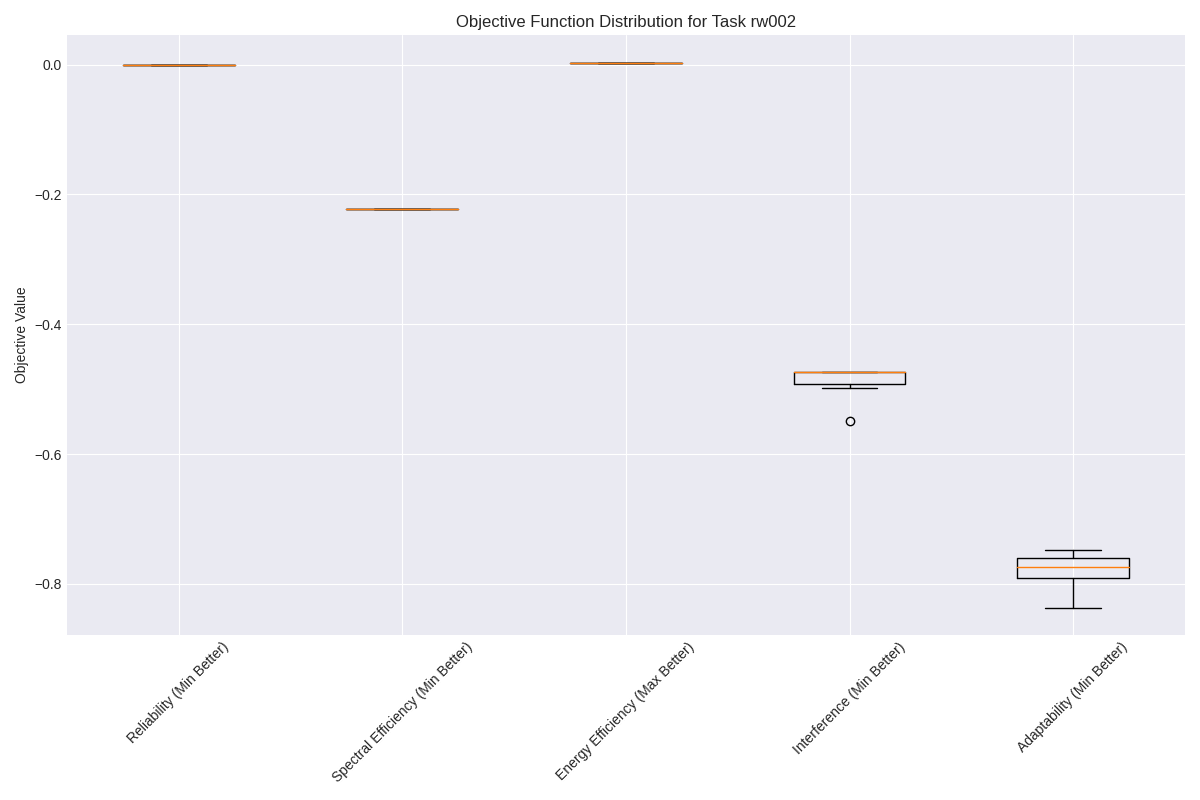 Objective Function Distribution for Task rw002
Objective Value
0.0
−0.2
−0.4
−0.6
−0.8
Reliability (Min Better)
Spectral Efficiency (Min Better)
Energy Efficiency (Max Better)
Interference (Min Better)
Adaptability (Min Better)